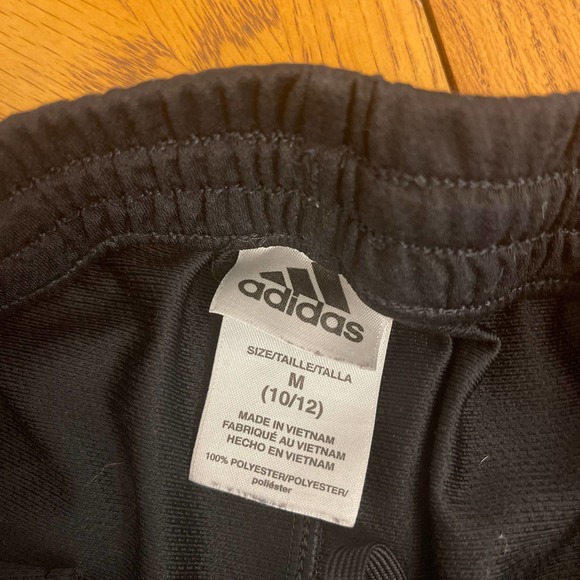 adidas
SIZE/TAILLE/TALLA
M
(10/12)
MADE IN VIETNAM
FABRIQUÉ AU VIETNAM
HECHO EN VIETNAM
100% POLYESTER/POLYESTER/
poliéster